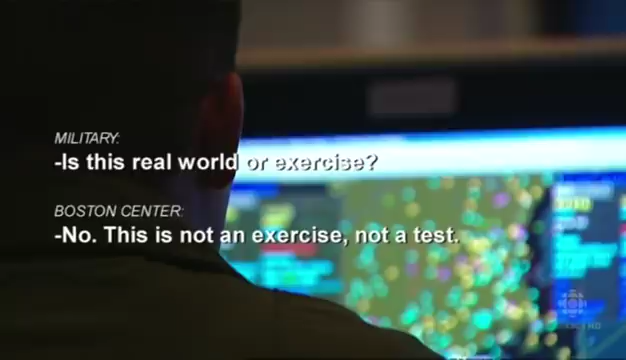 MILITARY:
-Is this real world or exercise?
BOSTON CENTER:
-No. This is not an exercise, not a test.